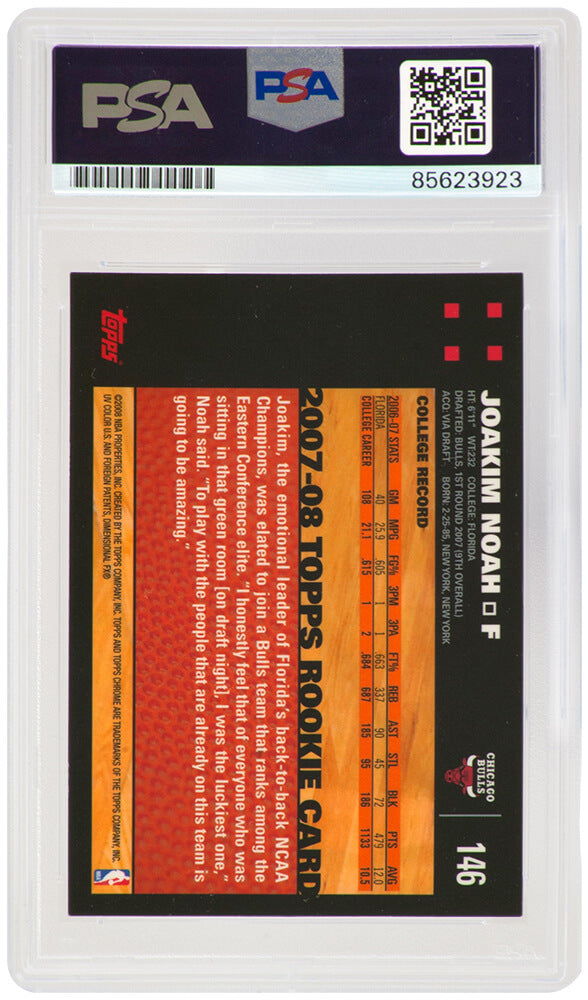 PSA
PSA
85623923
146
CHICAGO
BULLS
JOAKIM NOAH □ F
HT: 6'11" WT:232 COLLEGE: FLORIDA
DRAFTED: BULLS, 1ST ROUND 2007 (9TH OVERALL)
ACQ: VIA DRAFT. BORN: 2-25-85, NEW YORK, NEW YORK
COLLEGE RECORD
2006-07 STATS GM MPG FG% 3PM 3PA FT% REB AST STL BLK PTS AVG
FLORIDA 40 25.9 .605 1 1 .663 337 90 45 72 479 12.0
COLLEGE CAREER 108 21.1 .615 1 2 .684 687 185 95 186 1133 10.5
2007-08 TOPPS ROOKIE CARD
Joakim, the emotional leader of Florida's back-to-back NCAA
Champions, was elated to join a Bulls team that ranks among the
Eastern Conference elite. "I honestly feel that of everyone who was
sitting in that green room [on draft night], I was the luckiest one,"
Noah said. "To play with the people that are already on this team is
going to be amazing."
©2008 NBA PROPERTIES, INC. CREATED BY THE TOPPS COMPANY, INC. TOPPS AND TOPPS CHROME ARE TRADEMARKS OF THE TOPPS COMPANY, INC.
UV COLOR U.S. AND FOREIGN PATENTS, DIMENSIONAL FX®
topps